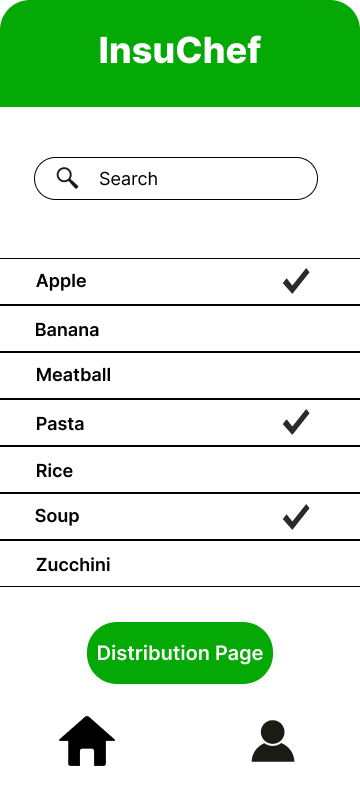 InsuChef
Search
Apple
Banana
Meatball
Pasta
Rice
Soup
Zucchini
Distribution Page